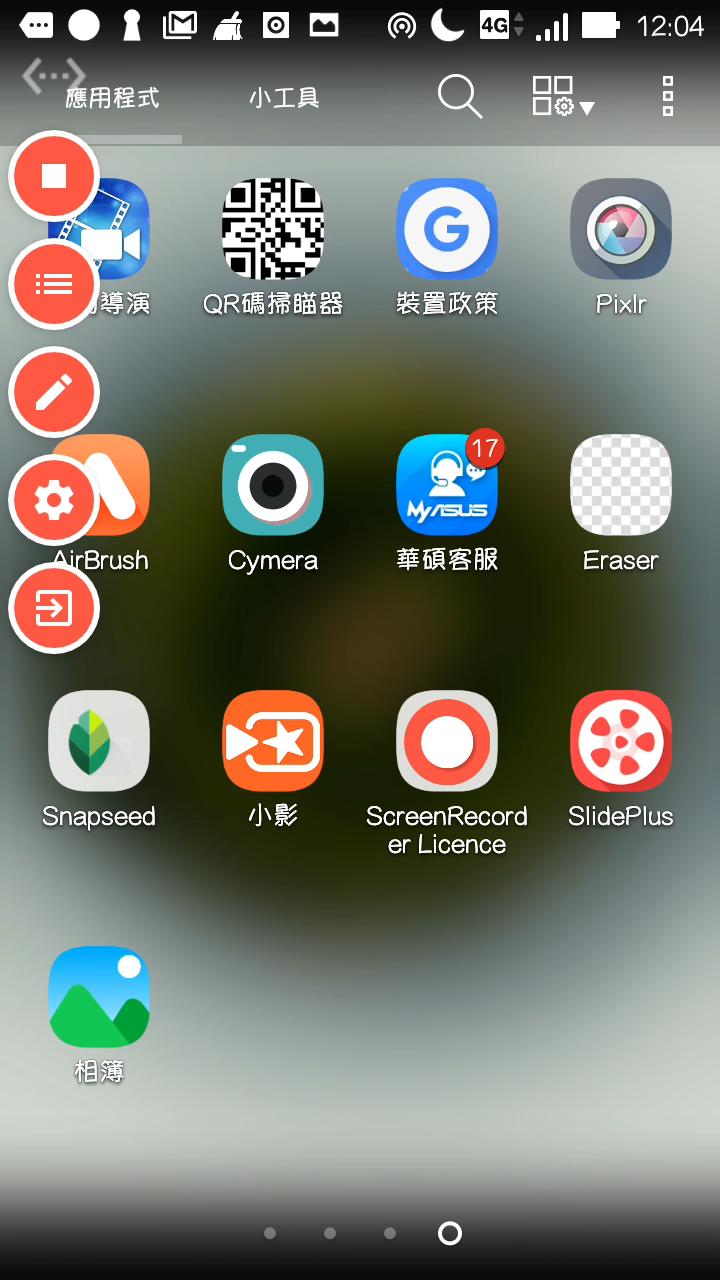 4G
12:04
應用程式
小工具
導演
QR碼掃瞄器
裝置政策
Pixlr
17
MyASUS
AirBrush
Cymera
華碩客服
Eraser
Snapseed
小影
ScreenRecord
er Licence
SlidePlus
相簿